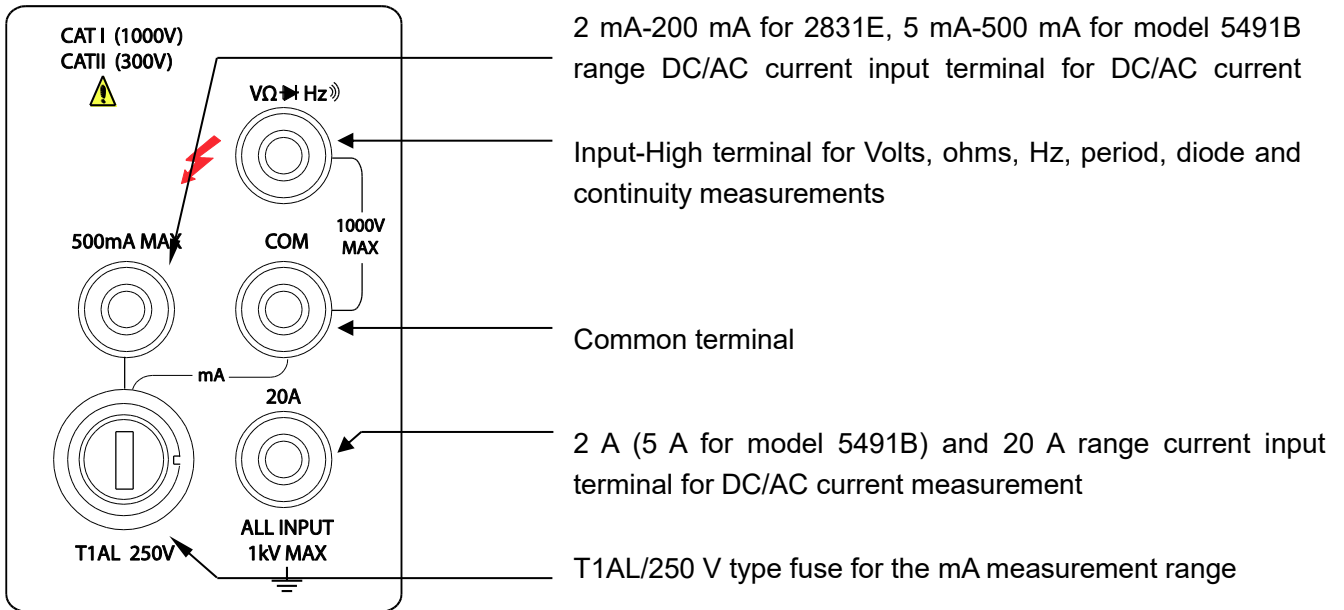 CAT I (1000V)
CATII (300V)
VΩ Hz
500mA MAX
COM
1000V
MAX
mA
20A
T1AL 250V
ALL INPUT
1kV MAX
2 mA-200 mA for 2831E, 5 mA-500 mA for model 5491B
range DC/AC current input terminal for DC/AC current
Input-High terminal for Volts, ohms, Hz, period, diode and
continuity measurements
Common terminal
2 A (5 A for model 5491B) and 20 A range current input
terminal for DC/AC current measurement
T1AL/250 V type fuse for the mA measurement range